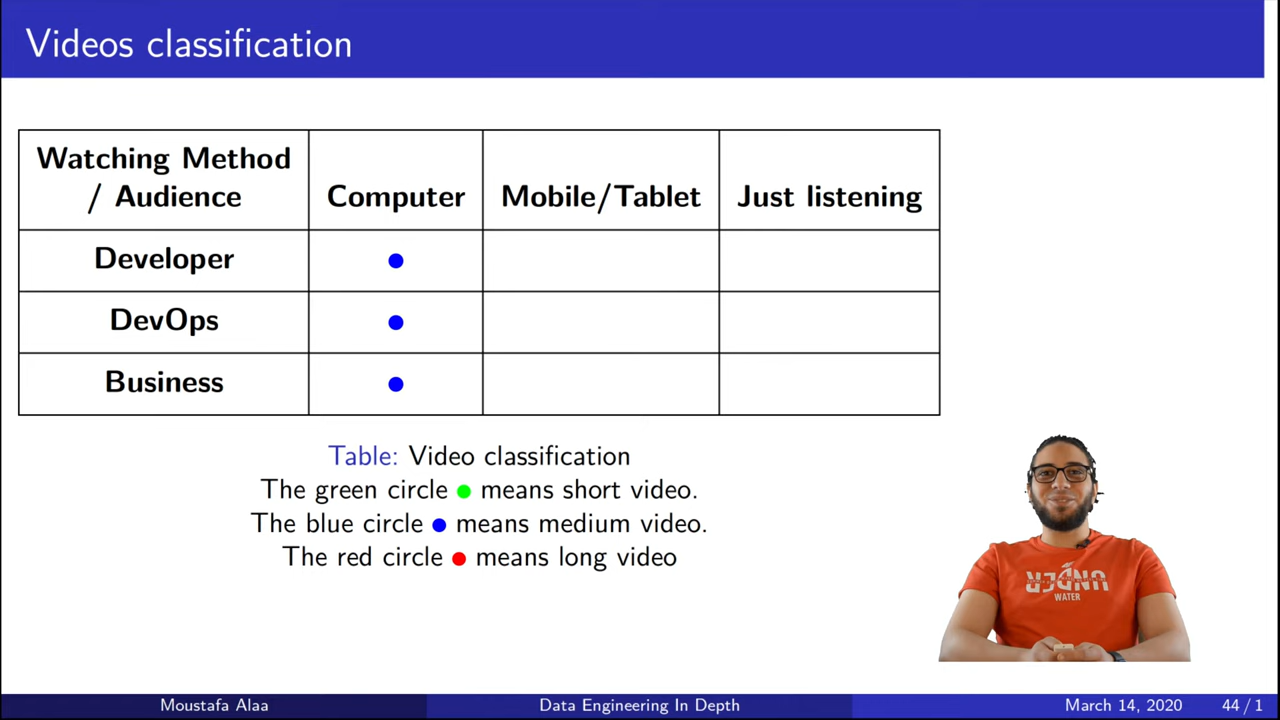 Videos classification
Watching Method
/ Audience
Computer
Mobile/Tablet
Just listening
Developer
DevOps
Business
Table: Video classification
The green circle ● means short video.
The blue circle ● means medium video.
The red circle ● means long video
UNDER
WATER
Moustafa Alaa
Data Engineering In Depth
March 14, 2020
44 / 1